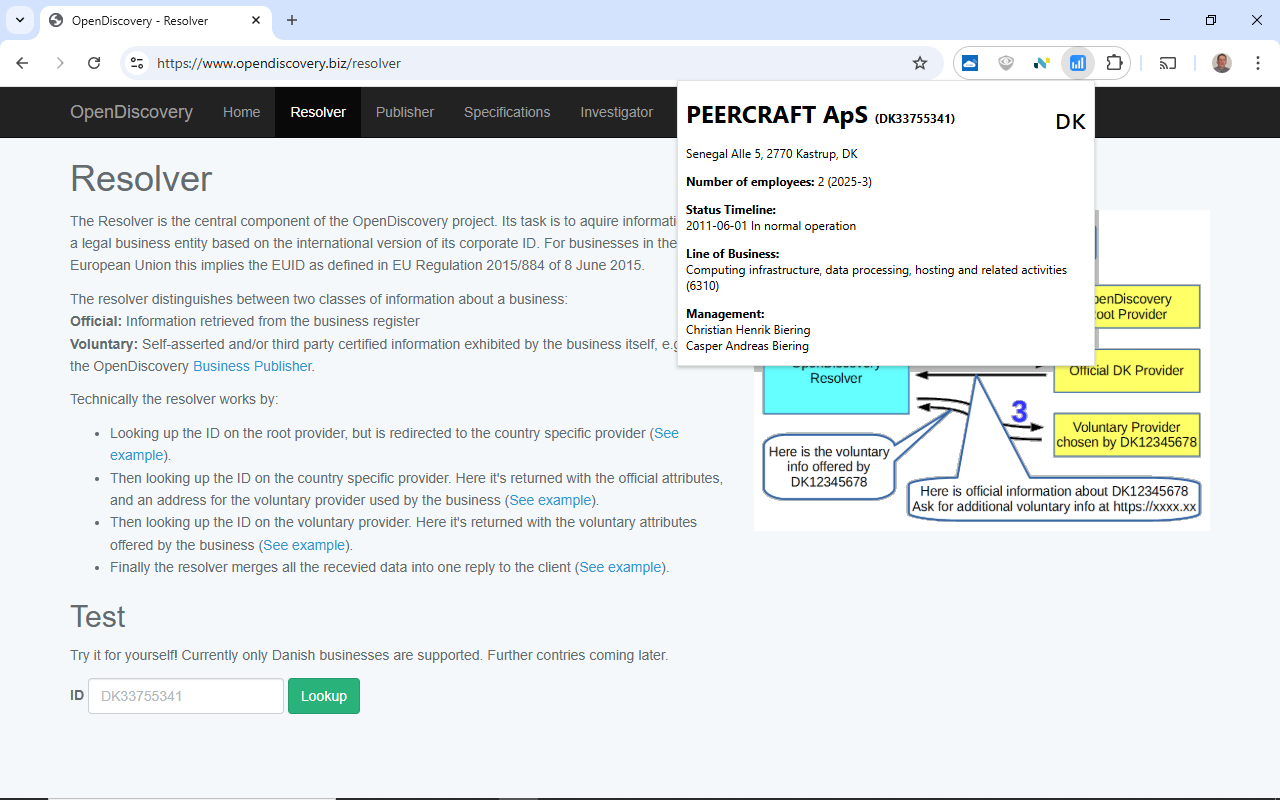 OpenDiscovery - Resolver
https://www.opendiscovery.biz/resolver
OpenDiscovery Home Resolver Publisher Specifications Investigator
PEERCRAFT ApS (DK33755341) DK
Senegal Alle 5, 2770 Kastrup, DK
Number of employees: 2 (2025-3)
Status Timeline:
2011-06-01 In normal operation
Line of Business:
Computing infrastructure, data processing, hosting and related activities
(6310)
Management:
Christian Henrik Biering
Casper Andreas Biering
Resolver
The Resolver is the central component of the OpenDiscovery project. Its task is to aquire
a legal business entity based on the international version of its corporate ID. For businesses in the
European Union this implies the EUID as defined in EU Regulation 2015/884 of 8 June 2015.
The resolver distinguishes between two classes of information about a business:
Official: Information retrieved from the business register
Voluntary: Self-asserted and/or third party certified information exhibited by the business itself, e.g
the OpenDiscovery Business Publisher.
Technically the resolver works by:
• Looking up the ID on the root provider, but is redirected to the country specific provider (See
example).
• Then looking up the ID on the country specific provider. Here it's returned with the official attributes,
and an address for the voluntary provider used by the business (See example).
• Then looking up the ID on the voluntary provider. Here it's returned with the voluntary attributes
offered by the business (See example).
• Finally the resolver merges all the recevied data into one reply to the client (See example).
Root Provider
Resolver
Official DK Provider
3
Voluntary Provider
chosen by DK12345678
Here is the voluntary
info offered by
DK12345678
Here is official information about DK12345678
Ask for additional voluntary info at https://xxxx.xx
Test
Try it for yourself! Currently only Danish businesses are supported. Further contries coming later.
ID DK33755341 Lookup